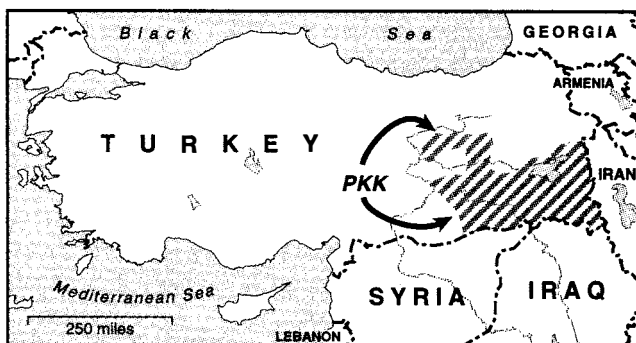 Black Sea
GEORGIA
ARMENIA
TURKEY
PKK
IRAN
Mediterranean Sea
SYRIA
IRAQ
250 miles
LEBANON